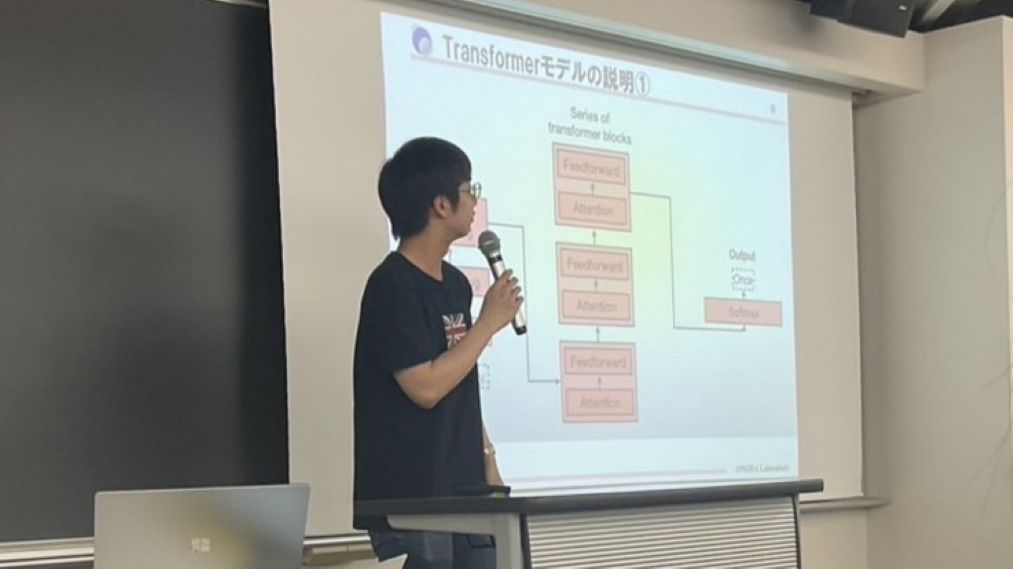 Transformerモデルの説明①
Series of
transformer blocks
Feedforward
Attention
Feedforward
Attention
Feedforward
Attention
Output
Once
Softmax
Laboratory